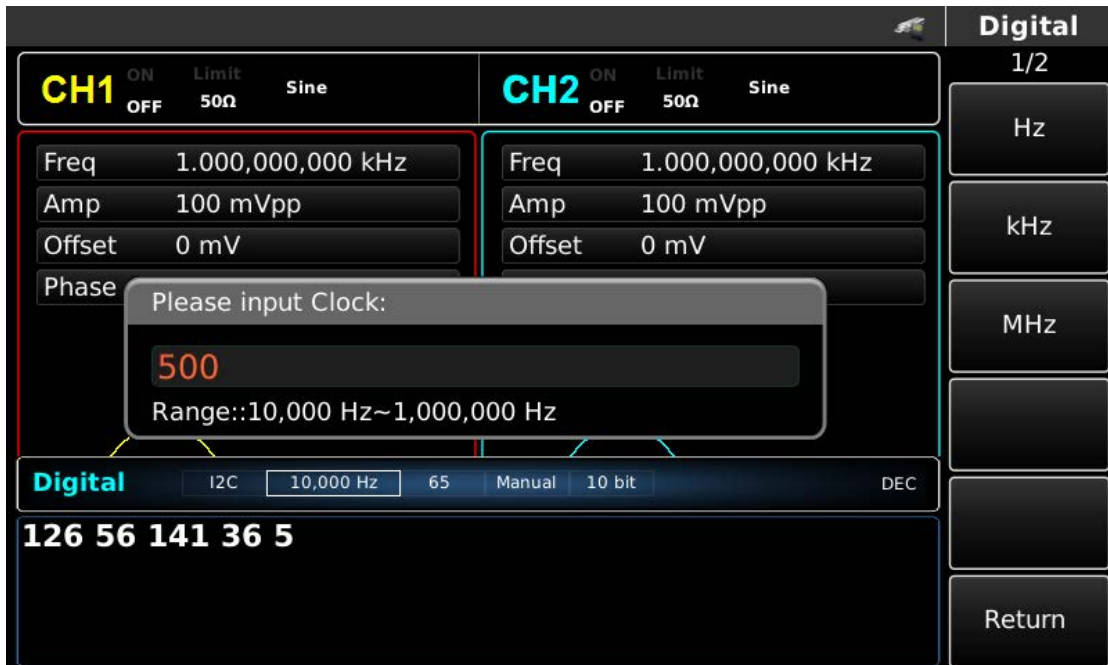 Digital
1/2
CH1 ON OFF Limit 50Ω Sine
CH2 ON OFF Limit 50Ω Sine
Hz
Freq 1.000,000,000 kHz
Freq 1.000,000,000 kHz
Amp 100 mVpp
Amp 100 mVpp
kHz
Offset 0 mV
Offset 0 mV
Phase
Please input Clock:
MHz
500
Range::10,000 Hz~1,000,000 Hz
Digital I2C 10,000 Hz 65 Manual 10 bit DEC
126 56 141 36 5
Return